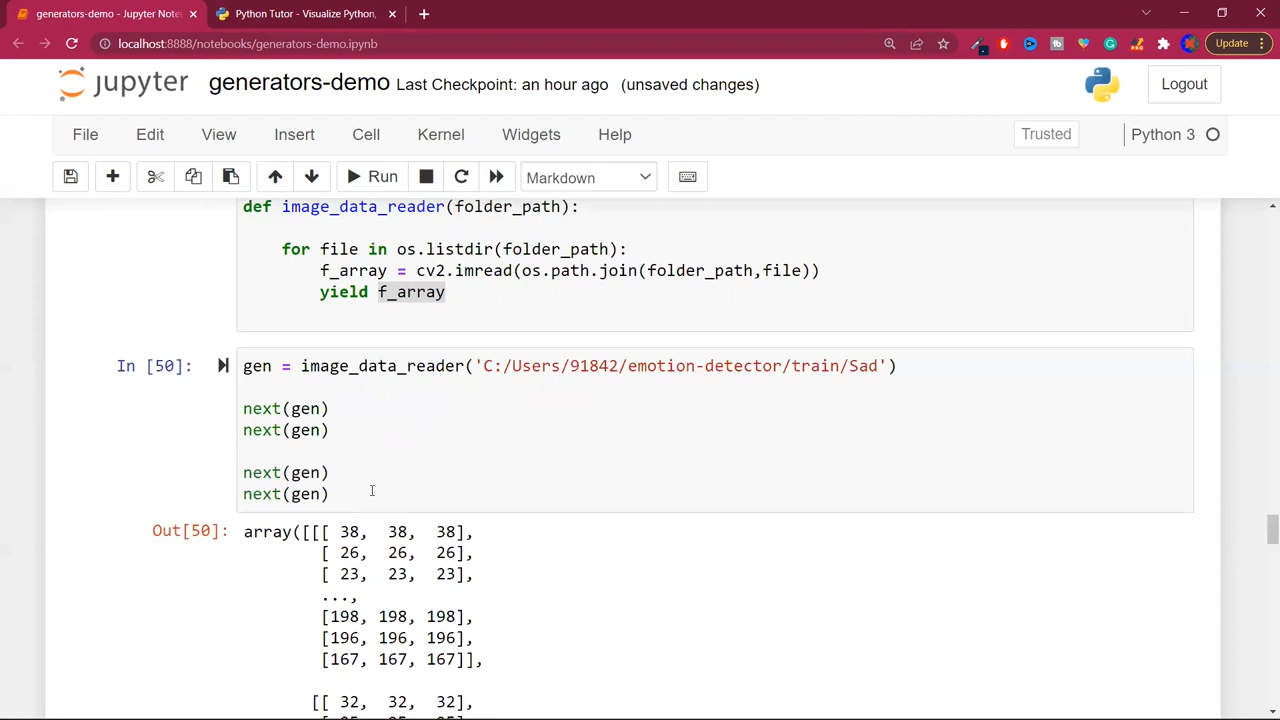 generators-demo - Jupyter Note
Python Tutor - Visualize Python,
localhost:8888/notebooks/generators-demo.ipynb
Update
jupyter generators-demo Last Checkpoint: an hour ago (unsaved changes)
Logout
File Edit View Insert Cell Kernel Widgets Help
Trusted
Python 3
Run
Markdown
def image_data_reader(folder_path):
for file in os.listdir(folder_path):
f_array = cv2.imread(os.path.join(folder_path,file))
yield f_array
In [50]:
gen = image_data_reader('C:/Users/91842/emotion-detector/train/Sad')
next(gen)
next(gen)
next(gen)
next(gen)
Out[50]: array([[[ 38, 38, 38],
[ 26, 26, 26],
[ 23, 23, 23],
...,
[198, 198, 198],
[196, 196, 196],
[167, 167, 167]],
[[ 32, 32, 32],